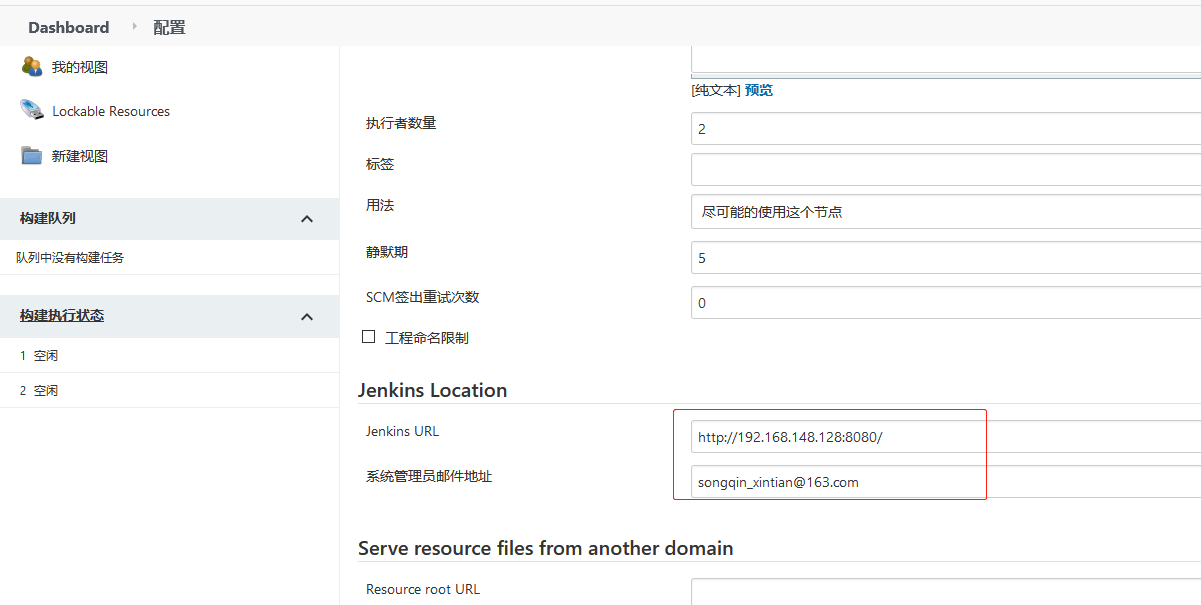 Dashboard 配置
我的视图
Lockable Resources
新建视图
构建队列
队列中没有构建任务
构建执行状态
1 空闲
2 空闲
[纯文本] 预览
执行者数量
2
标签
用法
尽可能的使用这个节点
静默期
5
SCM签出重试次数
0
工程命名限制
Jenkins Location
Jenkins URL
http://192.168.148.128:8080/
系统管理员邮件地址
songqin_xintian@163.com
Serve resource files from another domain
Resource root URL